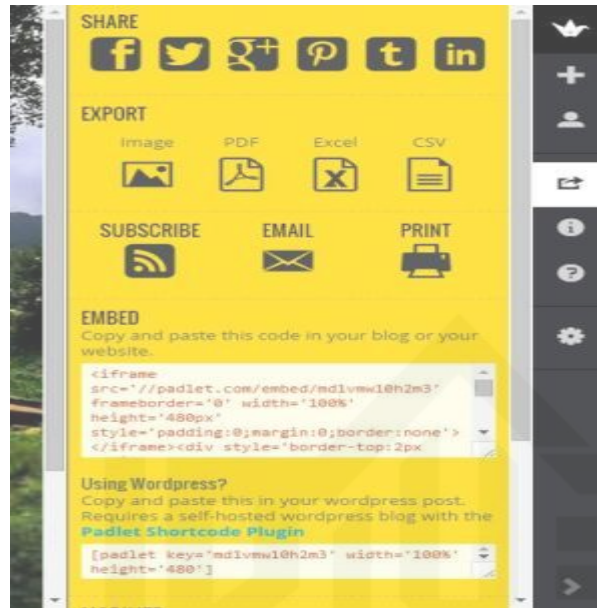 SHARE
EXPORT
Image PDF Excel CSV
SUBSCRIBE EMAIL PRINT
EMBED
Copy and paste this code in your blog or your
website.
<iframe
src='//padlet.com/embed/md1vmw10h2m3'
frameborder='0' width='100%'
height='480px'
style='padding:0;margin:0;border:none'>
</iframe><div style='border-top:2px
Using Wordpress?
Copy and paste this in your wordpress post.
Requires a self-hosted wordpress blog with the
Padlet Shortcode Plugin
[padlet key='md1vmw10h2m3' width='100%'
height='480']